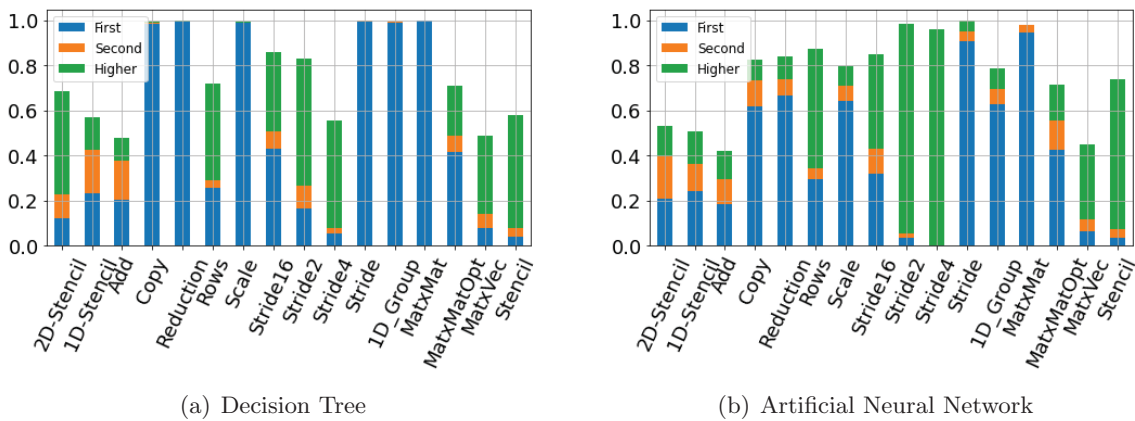 1.0
0.8
0.6
0.4
0.2
0.0
First
Second
Higher
2D-Stencil
1D-Stencil
Add
Copy
Reduction
Rows
Scale
Stride16
Stride2
Stride4
Stride
1D_Group
MatxMat
MatxMatOpt
MatxVec
Stencil
(a) Decision Tree
1.0
0.8
0.6
0.4
0.2
0.0
First
Second
Higher
2D-Stencil
1D-Stencil
Add
Copy
Reduction
Rows
Scale
Stride16
Stride2
Stride4
Stride
1D_Group
MatxMat
MatxMatOpt
MatxVec
Stencil
(b) Artificial Neural Network